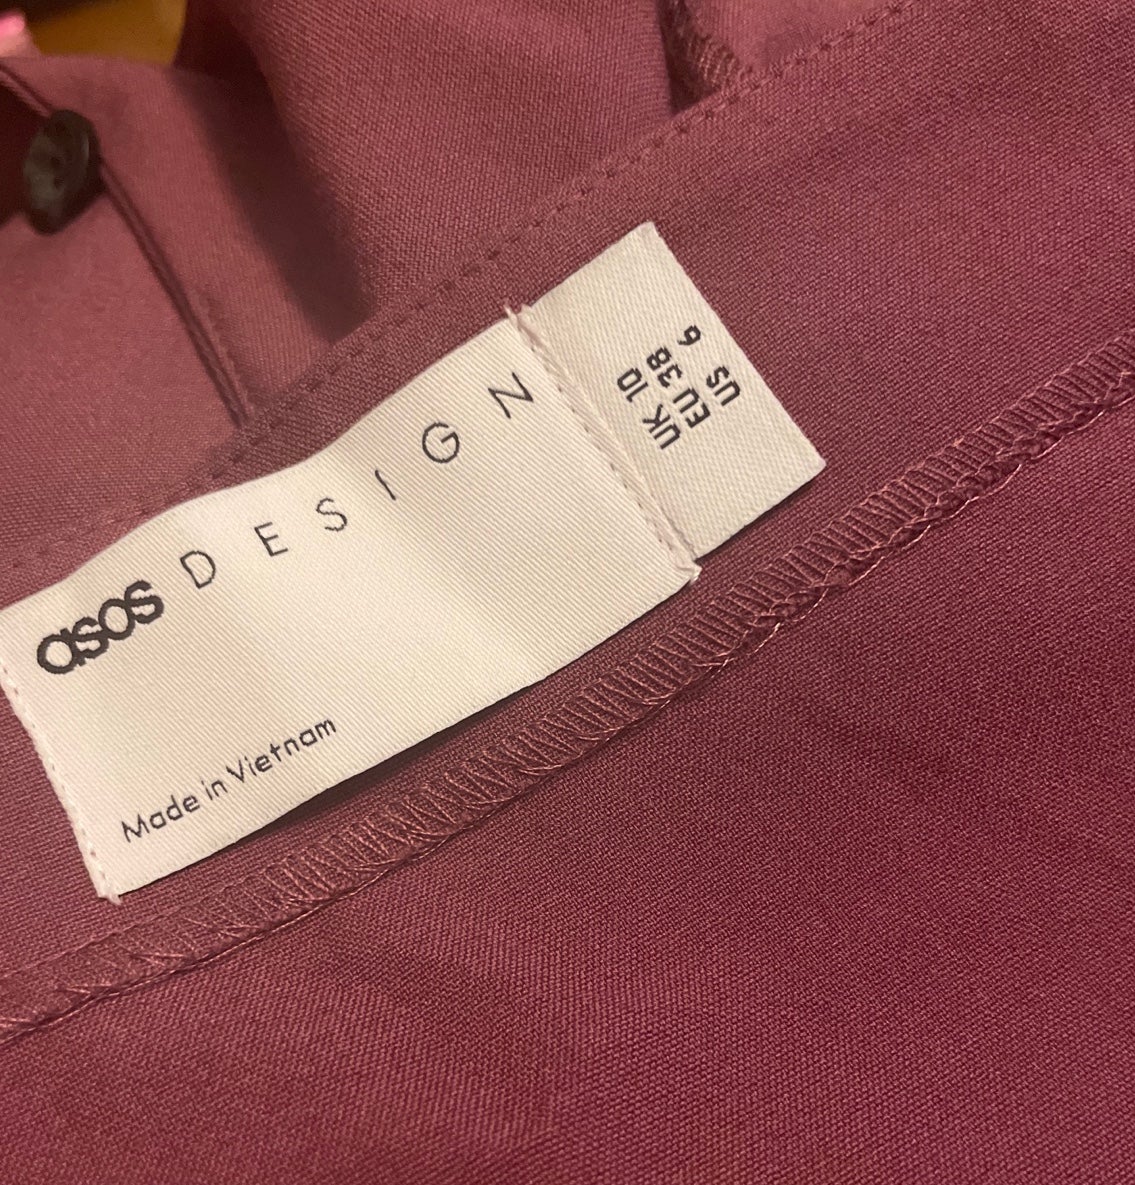 asos DESIGN
Made in Vietnam
UK 10
EU 38
US 6